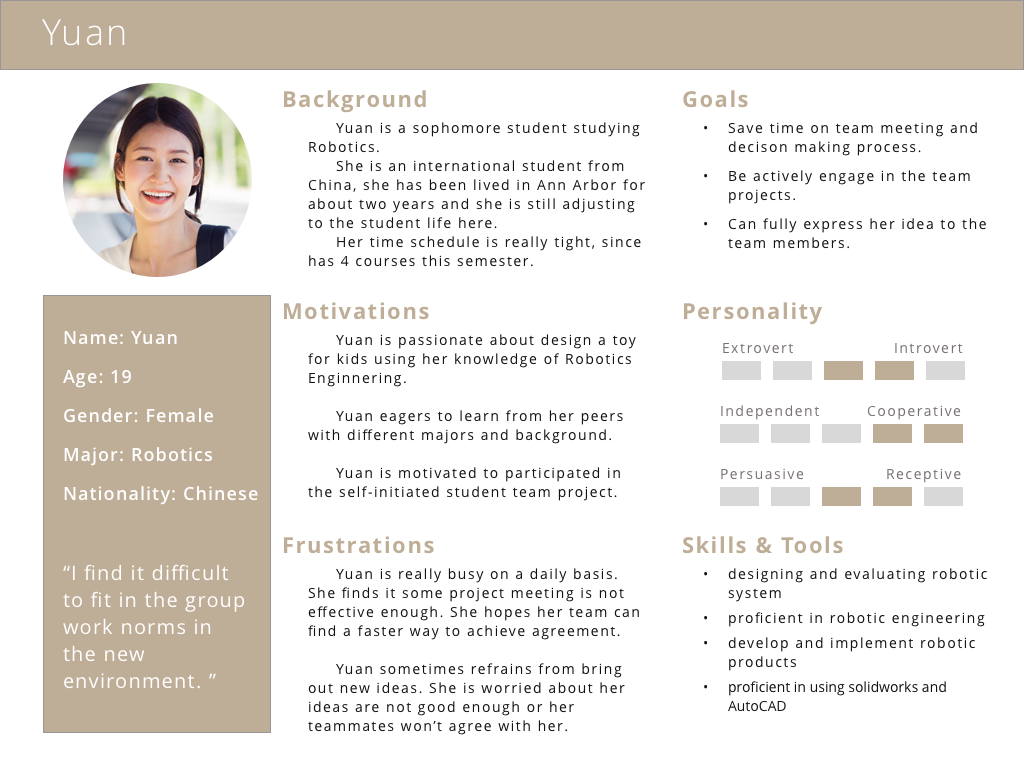 Yuan
Name: Yuan
Age: 19
Gender: Female
Major: Robotics
Nationality: Chinese
“I find it difficult
to fit in the group
work norms in
the new
environment. ”
Background
Yuan is a sophomore student studying
Robotics.
She is an international student from
China, she has been lived in Ann Arbor for
about two years and she is still adjusting
to the student life here.
Her time schedule is really tight, since
has 4 courses this semester.
Motivations
Yuan is passionate about design a toy
for kids using her knowledge of Robotics
Enginnering.
Yuan eagers to learn from her peers
with different majors and background.
Yuan is motivated to participated in
the self-initiated student team project.
Frustrations
Yuan is really busy on a daily basis.
She finds it some project meeting is not
effective enough. She hopes her team can
find a faster way to achieve agreement.
Yuan sometimes refrains from bring
out new ideas. She is worried about her
ideas are not good enough or her
teammates won’t agree with her.
Goals
• Save time on team meeting and
decison making process.
• Be actively engage in the team
projects.
• Can fully express her idea to the
team members.
Personality
Extrovert Introvert
Independent Cooperative
Persuasive Receptive
Skills & Tools
• designing and evaluating robotic
system
• proficient in robotic engineering
• develop and implement robotic
products
• proficient in using solidworks and
AutoCAD